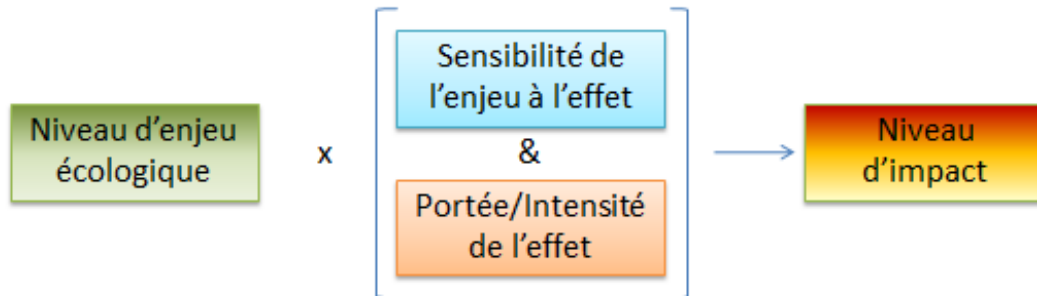 Niveau d'enjeu
écologique
x
Sensibilité de
l'enjeu à l'effet
&
Portée/Intensité
de l'effet
Niveau
d'impact